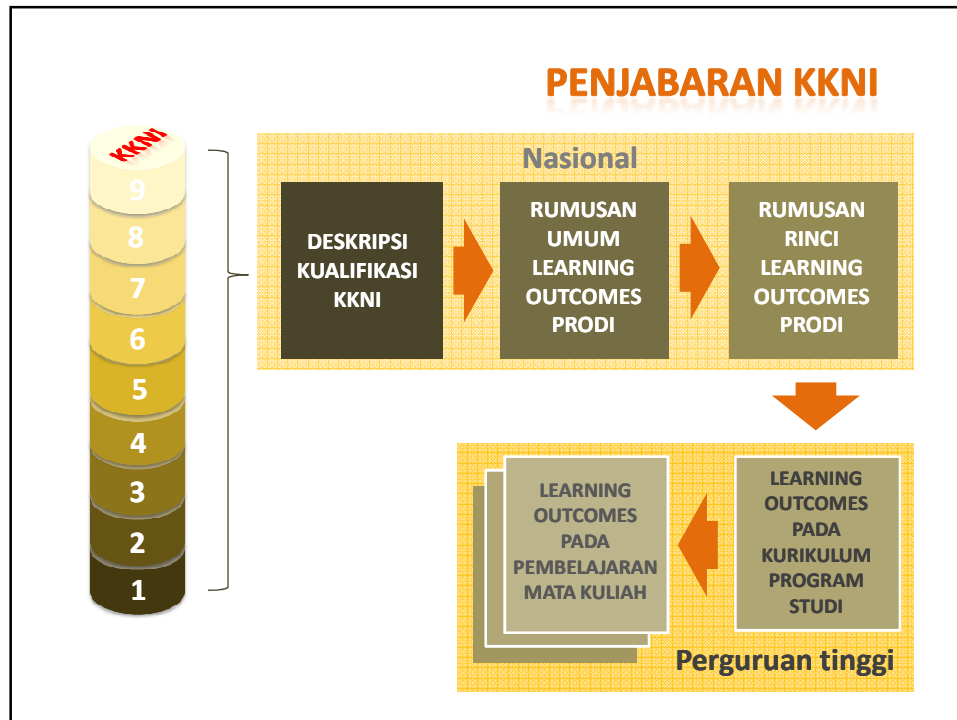 PENJABARAN KKNI
KKNI
9
8
7
6
5
4
3
2
1
Nasional
DESKRIPSI
KUALIFIKASI
KKNI
RUMUSAN
UMUM
LEARNING
OUTCOMES
PRODI
RUMUSAN
RINCI
LEARNING
OUTCOMES
PRODI
LEARNING
OUTCOMES
PADA
KURIKULUM
PROGRAM
STUDI
LEARNING
OUTCOMES
PADA
PEMBELAJARAN
MATA KULIAH
Perguruan tinggi